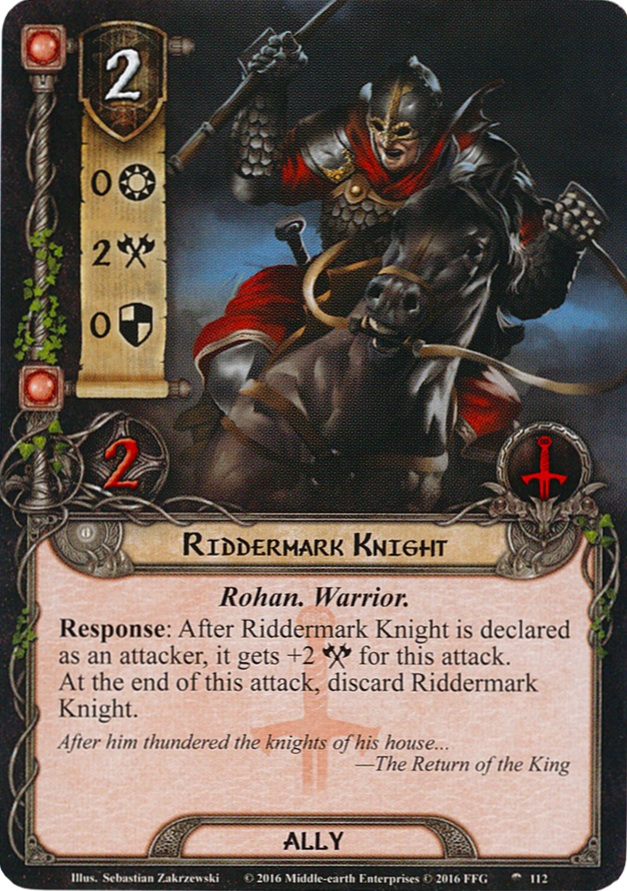 2
0
2
0
2
Riddermark Knight
Rohan. Warrior.
Response: After Riddermark Knight is declared
as an attacker, it gets +2 for this attack.
At the end of this attack, discard Riddermark
Knight.
After him thundered the knights of his house...
—The Return of the King
ALLY
Illus. Sebastian Zakrzewski © 2016 Middle-earth Enterprises © 2016 FFG 112